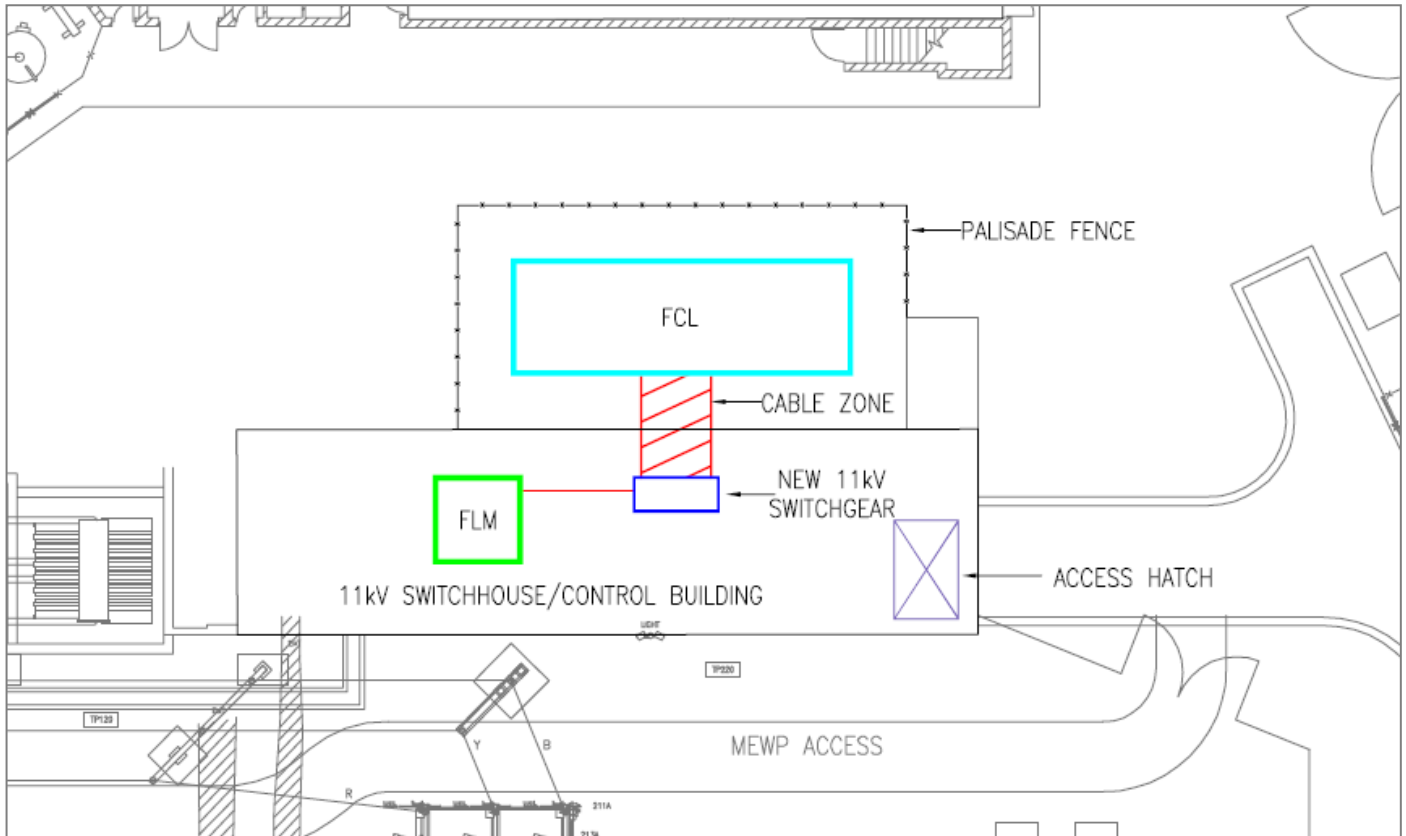 PALISADE FENCE
FCL
CABLE ZONE
NEW 11kV
SWITCHGEAR
FLM
ACCESS HATCH
11kV SWITCHHOUSE/CONTROL BUILDING
LIGHT
TP220
TP120
MEWP ACCESS
Y
B
R
211A